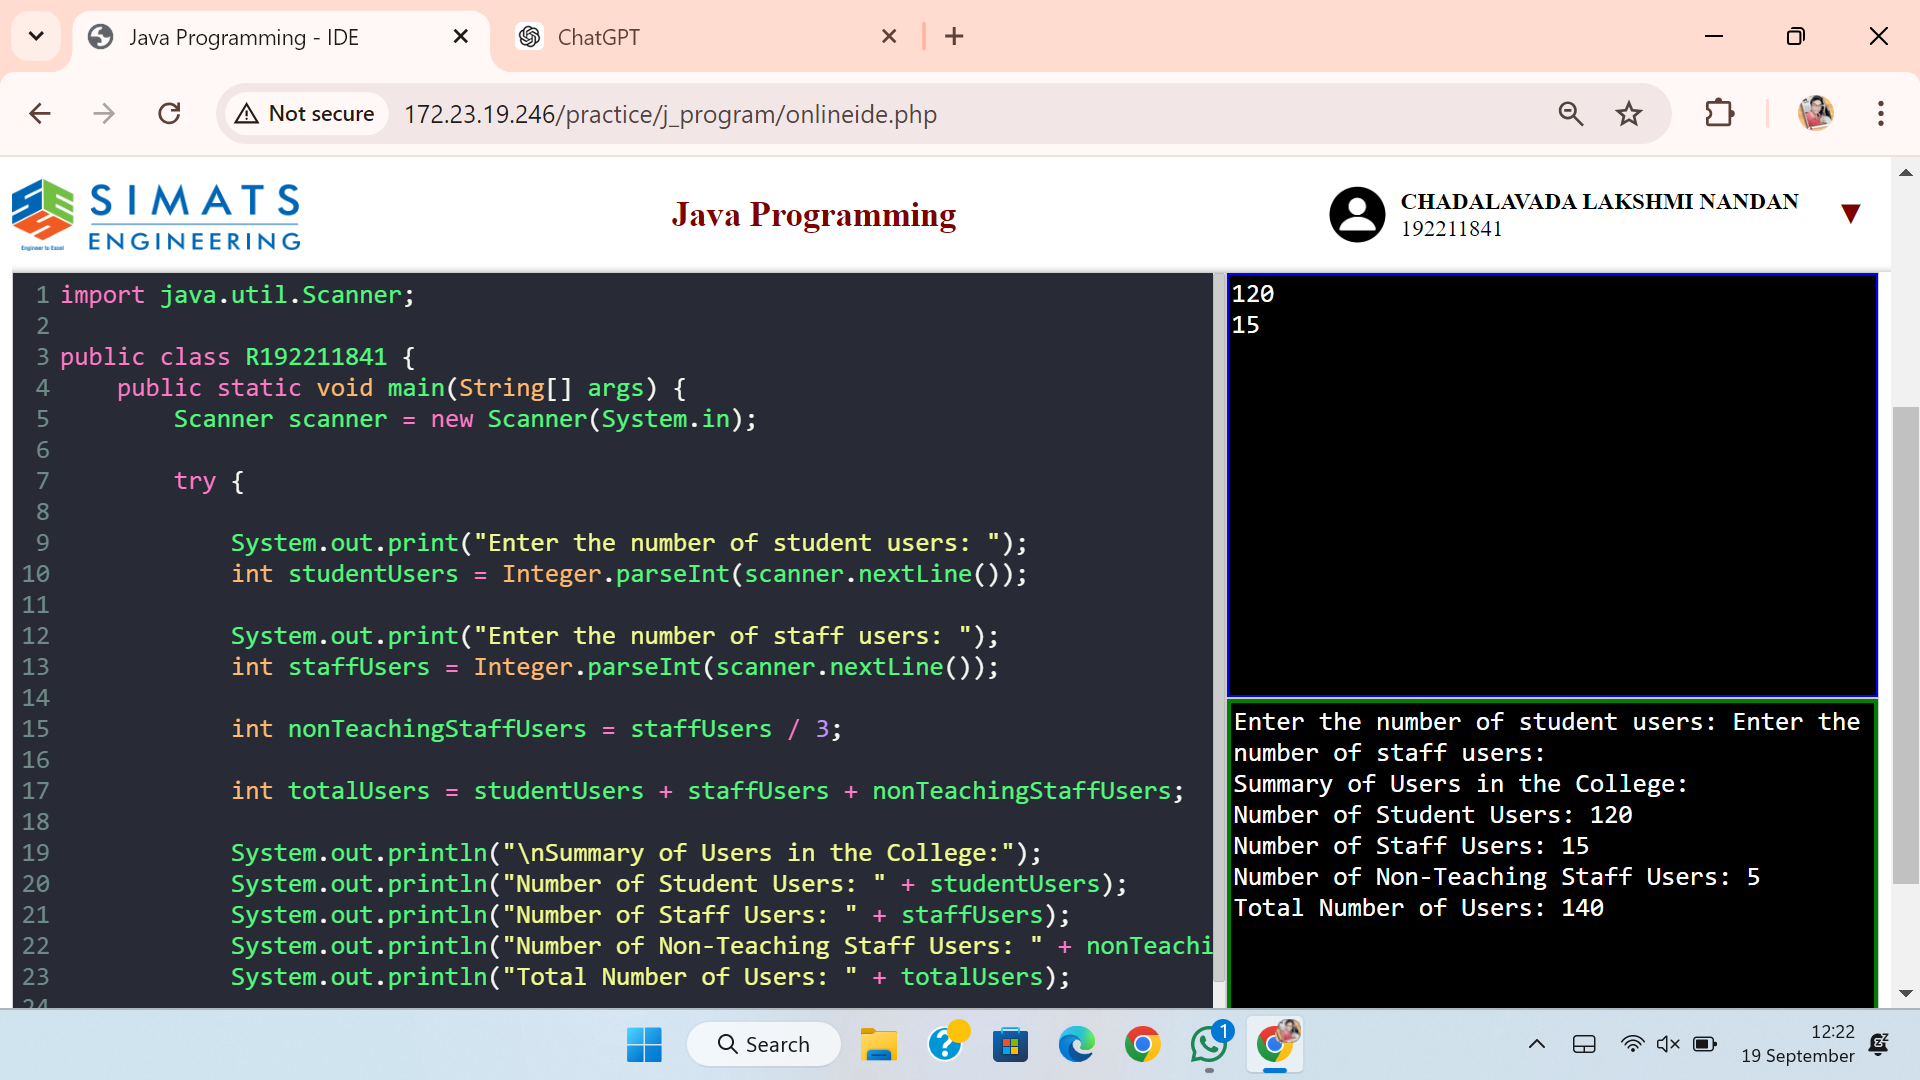 Java Programming - IDE
ChatGPT
Not secure
172.23.19.246/practice/j_program/onlineide.php
SIMATS
ENGINEERING
Engineer to Excel
Java Programming
CHADALAVADA LAKSHMI NANDAN
192211841
1 import java.util.Scanner;
2
3 public class R192211841 {
4     public static void main(String[] args) {
5         Scanner scanner = new Scanner(System.in);
6
7         try {
8
9             System.out.print("Enter the number of student users: ");
10             int studentUsers = Integer.parseInt(scanner.nextLine());
11
12             System.out.print("Enter the number of staff users: ");
13             int staffUsers = Integer.parseInt(scanner.nextLine());
14
15             int nonTeachingStaffUsers = staffUsers / 3;
16
17             int totalUsers = studentUsers + staffUsers + nonTeachingStaffUsers;
18
19             System.out.println("\nSummary of Users in the College:");
20             System.out.println("Number of Student Users: " + studentUsers);
21             System.out.println("Number of Staff Users: " + staffUsers);
22             System.out.println("Number of Non-Teaching Staff Users: " + nonTeachi
23             System.out.println("Total Number of Users: " + totalUsers);
24
120
15
Enter the number of student users: Enter the
number of staff users:
Summary of Users in the College:
Number of Student Users: 120
Number of Staff Users: 15
Number of Non-Teaching Staff Users: 5
Total Number of Users: 140
Search
1
12:22
19 September